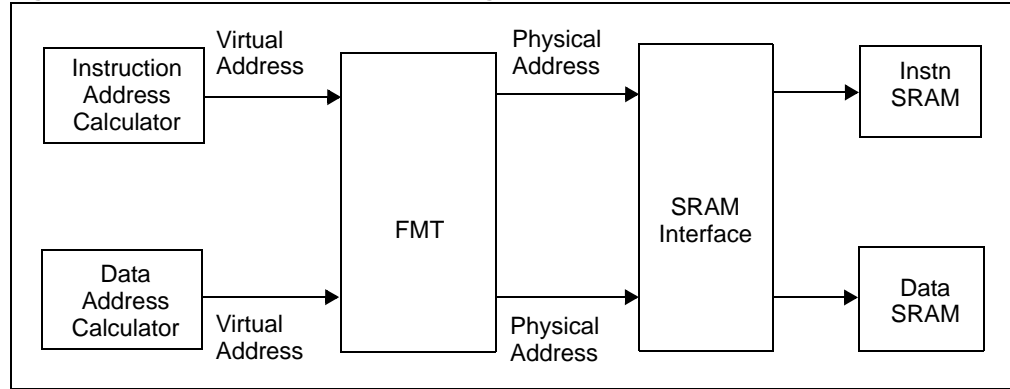 Instruction
Address
Calculator
Virtual
Address
FMT
Physical
Address
SRAM
Interface
Instn
SRAM
Data
Address
Calculator
Virtual
Address
Physical
Address
Data
SRAM